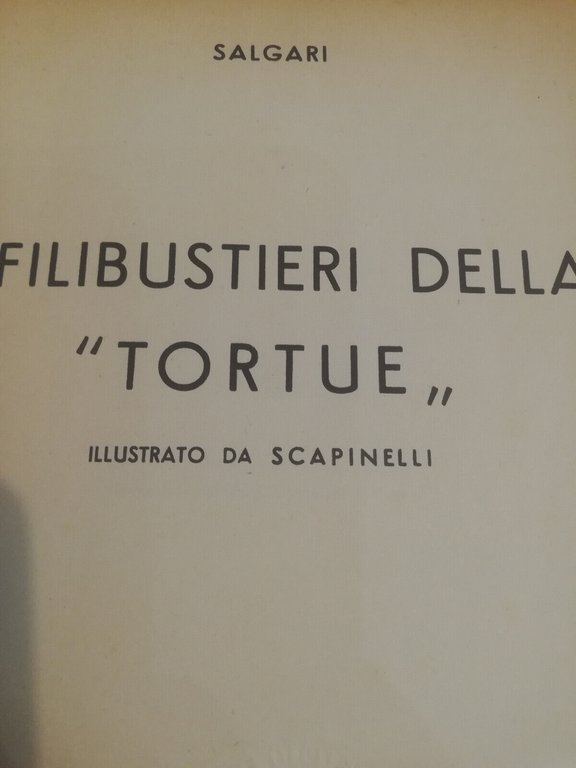 SALGARI
FILIBUSTIERI DELLA
"TORTUE„
ILLUSTRATO DA SCAPINELLI